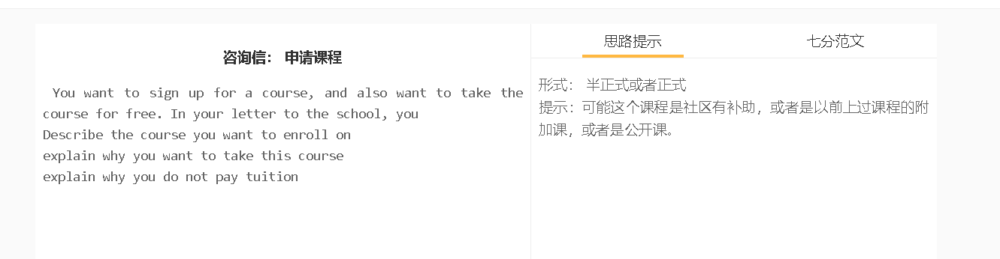 咨询信： 申请课程
You want to sign up for a course, and also want to take the
course for free. In your letter to the school, you
Describe the course you want to enroll on
explain why you want to take this course
explain why you do not pay tuition
思路提示
七分范文
形式： 半正式或者正式
提示：可能这个课程是社区有补助，或者是以前上过课程的附
加课，或者是公开课。